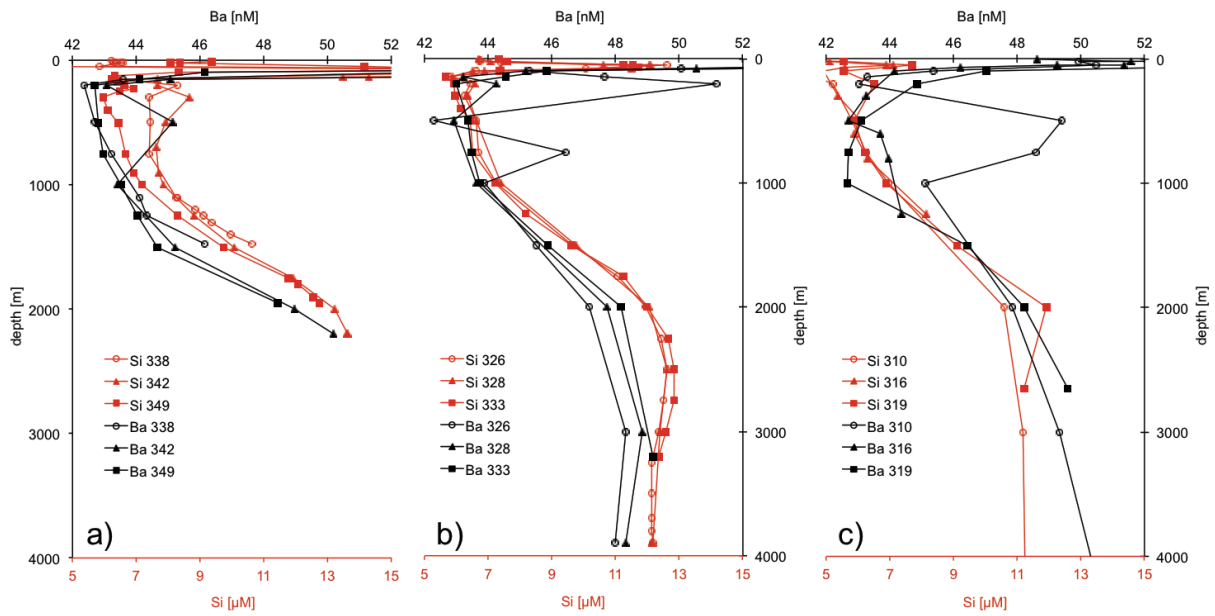 Ba [nM]
Ba [nM]
Ba [nM]
42 44 46 48 50 52
42 44 46 48 50 52
42 44 46 48 50 52
0
1000
2000
3000
4000
depth [m]
Si 338
Si 342
Si 349
Ba 338
Ba 342
Ba 349
a)
5 7 9 11 13 15
Si [µM]
0
1000
2000
3000
4000
depth [m]
Si 326
Si 328
Si 333
Ba 326
Ba 328
Ba 333
b)
5 7 9 11 13 15
Si [µM]
0
1000
2000
3000
4000
depth [m]
Si 310
Si 316
Si 319
Ba 310
Ba 316
Ba 319
c)
5 7 9 11 13 15
Si [µM]